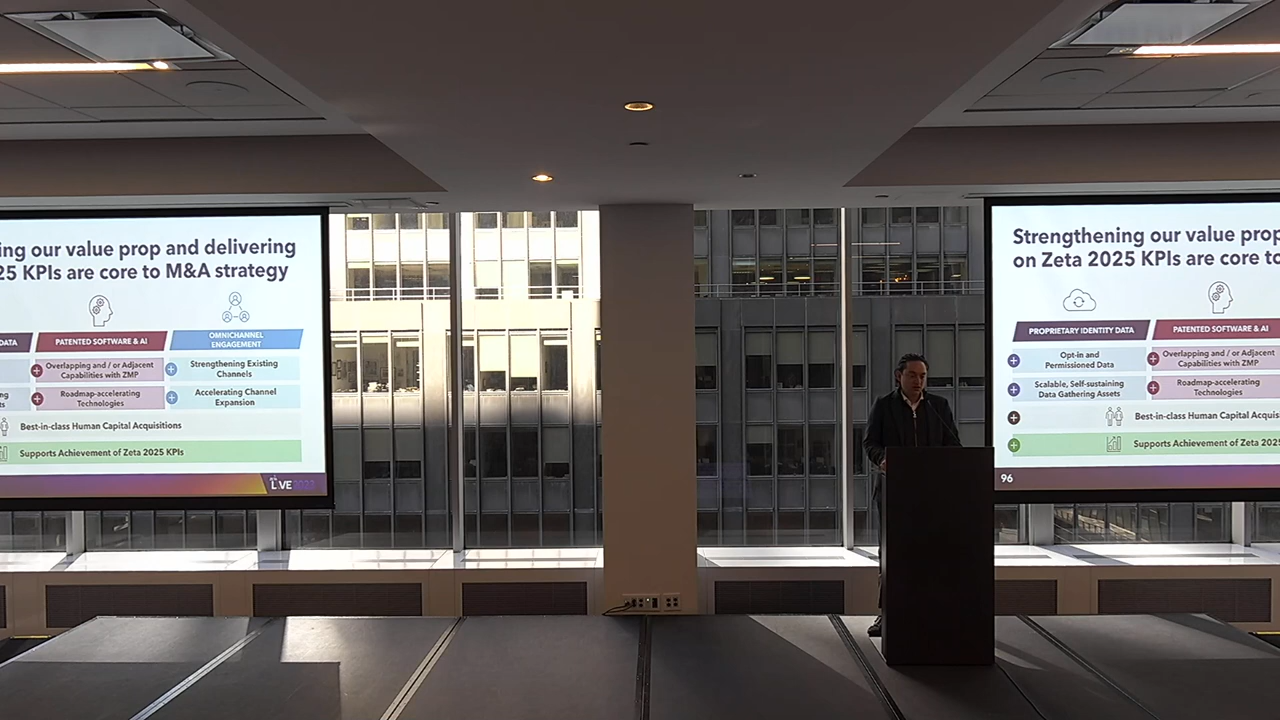 ing our value prop and delivering
25 KPIs are core to M&A strategy
DATA
PATENTED SOFTWARE & AI
OMNICHANNEL
ENGAGEMENT
Overlapping and / or Adjacent
Capabilities with ZMP
Strengthening Existing
Channels
ng
ts
Roadmap-accelerating
Technologies
Accelerating Channel
Expansion
Best-in-class Human Capital Acquisitions
Supports Achievement of Zeta 2025 KPIs
LIVE2023
Strengthening our value prop
on Zeta 2025 KPIs are core to
PROPRIETARY IDENTITY DATA
PATENTED SOFTWARE & AI
Opt-in and
Permissioned Data
Overlapping and / or Adjacent
Capabilities with ZMP
Scalable, Self-sustaining
Data Gathering Assets
Roadmap-accelerating
Technologies
Best-in-class Human Capital Acquis
Supports Achievement of Zeta 2025
96